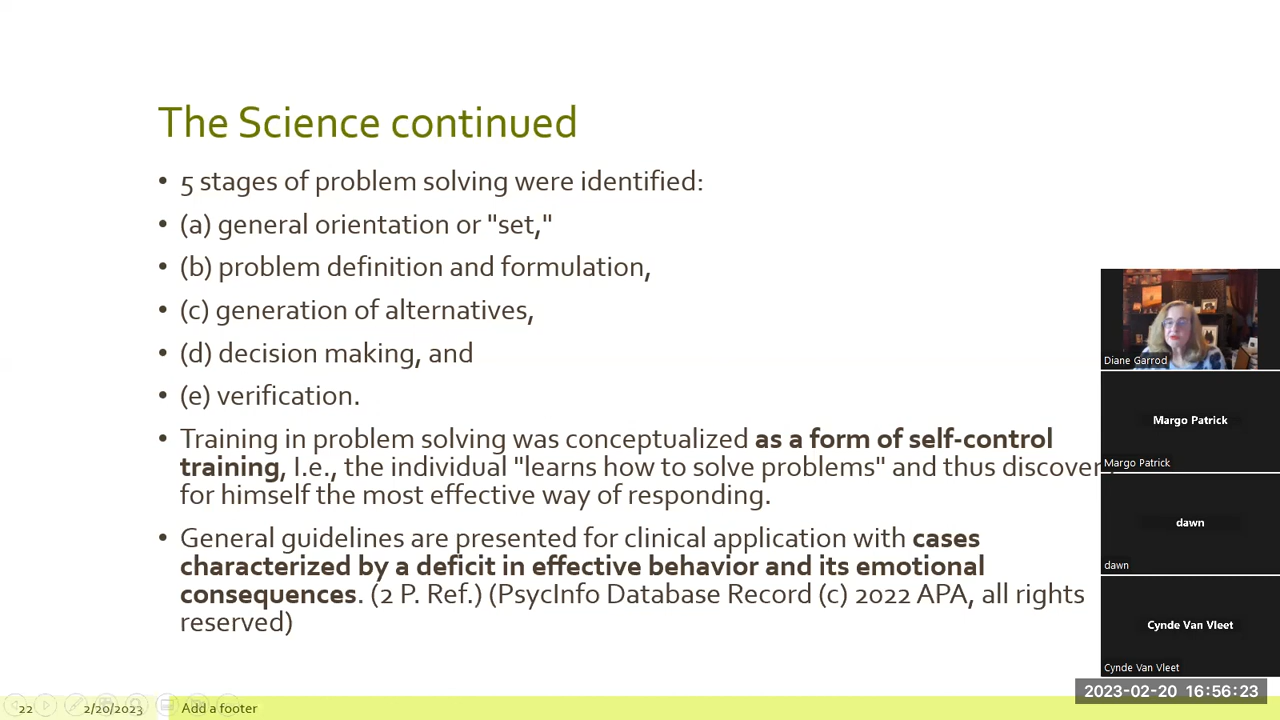 The Science continued
• 5 stages of problem solving were identified:
• (a) general orientation or "set,"
• (b) problem definition and formulation,
• (c) generation of alternatives,
• (d) decision making, and
• (e) verification.
• Training in problem solving was conceptualized as a form of self-control
training, I.e., the individual "learns how to solve problems" and thus discovers
for himself the most effective way of responding.
• General guidelines are presented for clinical application with cases
characterized by a deficit in effective behavior and its emotional
consequences. (2 P. Ref.) (PsycInfo Database Record (c) 2022 APA, all rights
reserved)
Diane Garrod
Margo Patrick
Margo Patrick
dawn
dawn
Cynde Van Vleet
Cynde Van Vleet
2023-02-20 16:56:23
22
2/20/2023
Add a footer